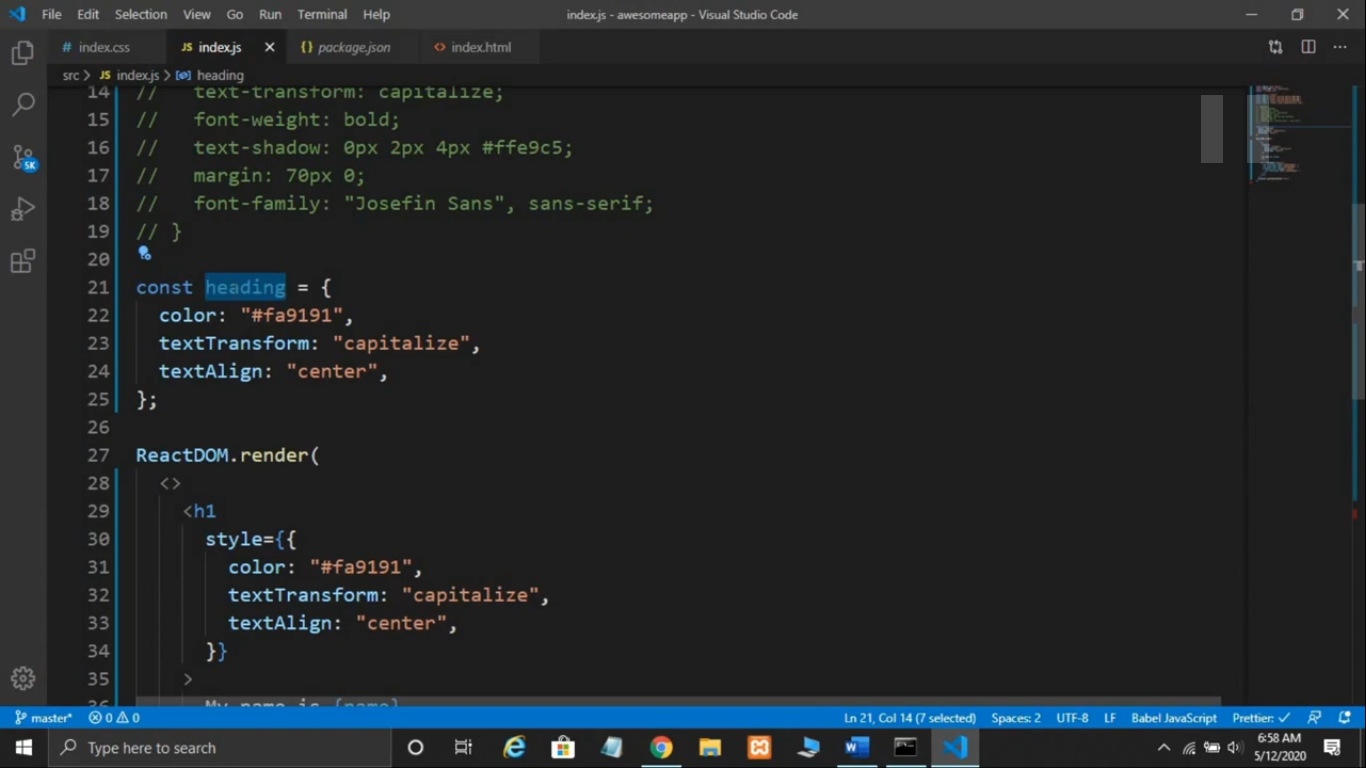 File Edit Selection View Go Run Terminal Help index.js - awesomeapp - Visual Studio Code
# index.css JS index.js {} package.json <> index.html
src > JS index.js > heading
14 // text-transform: capitalize;
15 // font-weight: bold;
16 // text-shadow: 0px 2px 4px #ffe9c5;
17 // margin: 70px 0;
18 // font-family: "Josefin Sans", sans-serif;
19 // }
20
21 const heading = {
22 color: "#fa9191",
23 textTransform: "capitalize",
24 textAlign: "center",
25 };
26
27 ReactDOM.render(
28 <>
29 <h1
30 style={{
31 color: "#fa9191",
32 textTransform: "capitalize",
33 textAlign: "center",
34 }}
35 >
36 My name is {name}
5K
master* 0 0 Ln 21, Col 14 (7 selected) Spaces: 2 UTF-8 LF Babel JavaScript Prettier: ✓
Type here to search
6:58 AM
5/12/2020